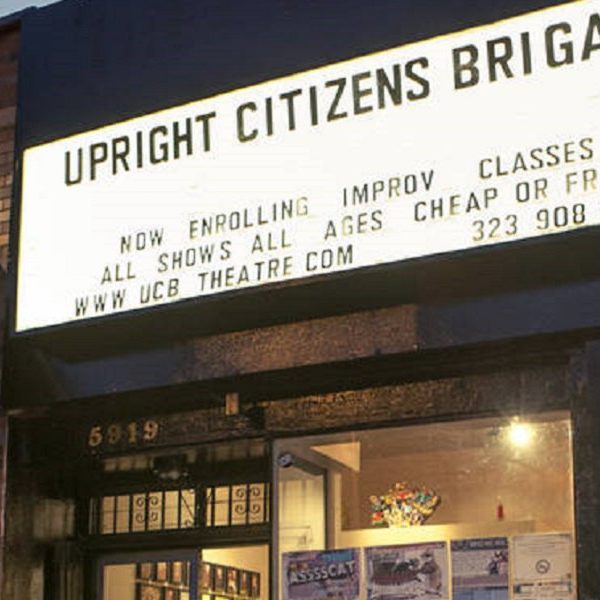 UPRIGHT CITIZENS BRIGA
NOW ENROLLING IMPROV CLASSES
ALL SHOWS ALL AGES CHEAP OR FR
WWW UCB THEATRE COM 323 908
5919
ASSSSCAT